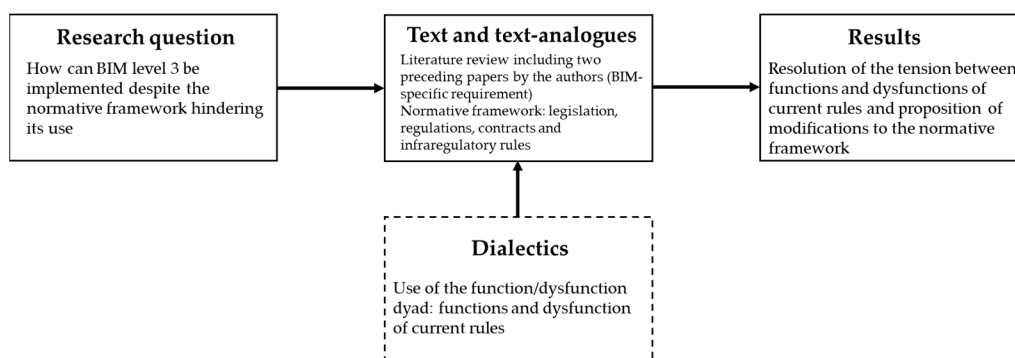 Research question
How can BIM level 3 be
implemented despite the
normative framework hindering
its use
Text and text-analogues
Literature review including two
preceding papers by the authors (BIM-
specific requirement)
Normative framework: legislation,
regulations, contracts and
infraregulatory rules
Results
Resolution of the tension between
functions and dysfunctions of
current rules and proposition of
modifications to the normative
framework
Dialectics
Use of the function/dysfunction
dyad: functions and dysfunction
of current rules